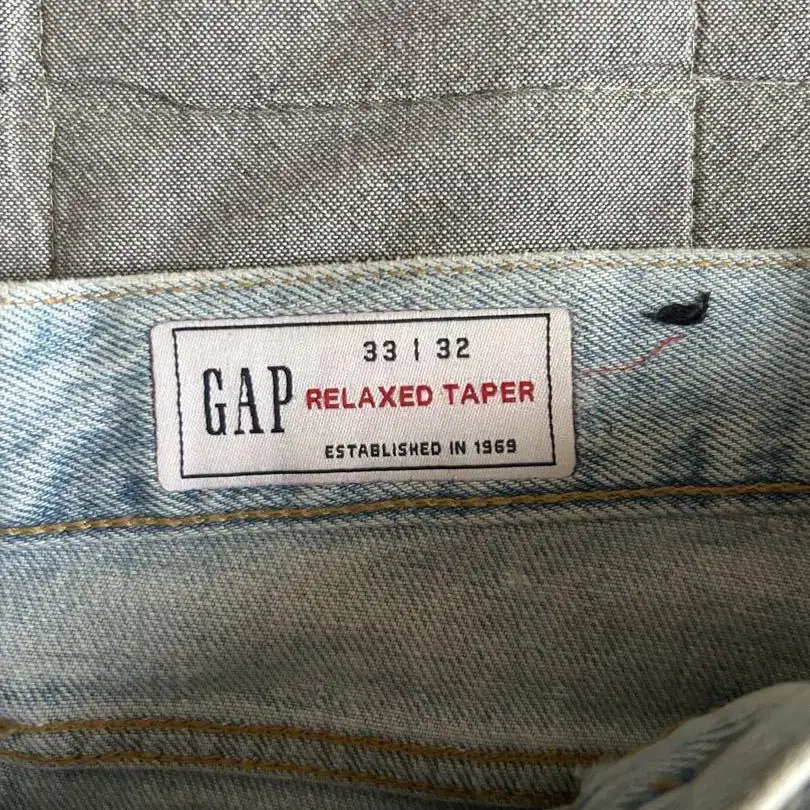 33 | 32
GAP RELAXED TAPER
ESTABLISHED IN 1969